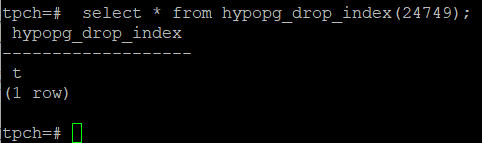 tpch=#  select * from hypopg_drop_index(24749);
 hypopg_drop_index
-------------------
 t
(1 row)
tpch=#